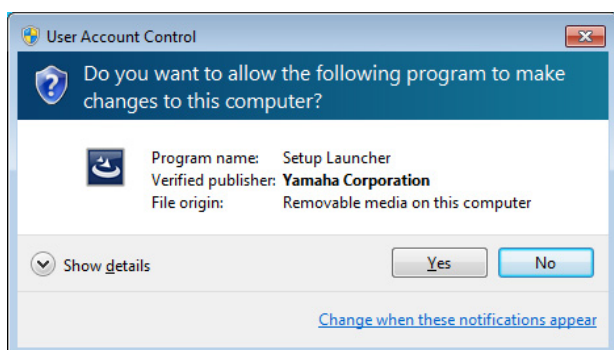 User Account Control
Do you want to allow the following program to make
changes to this computer?
Program name: Setup Launcher
Verified publisher: Yamaha Corporation
File origin: Removable media on this computer
Show details
Yes No
Change when these notifications appear